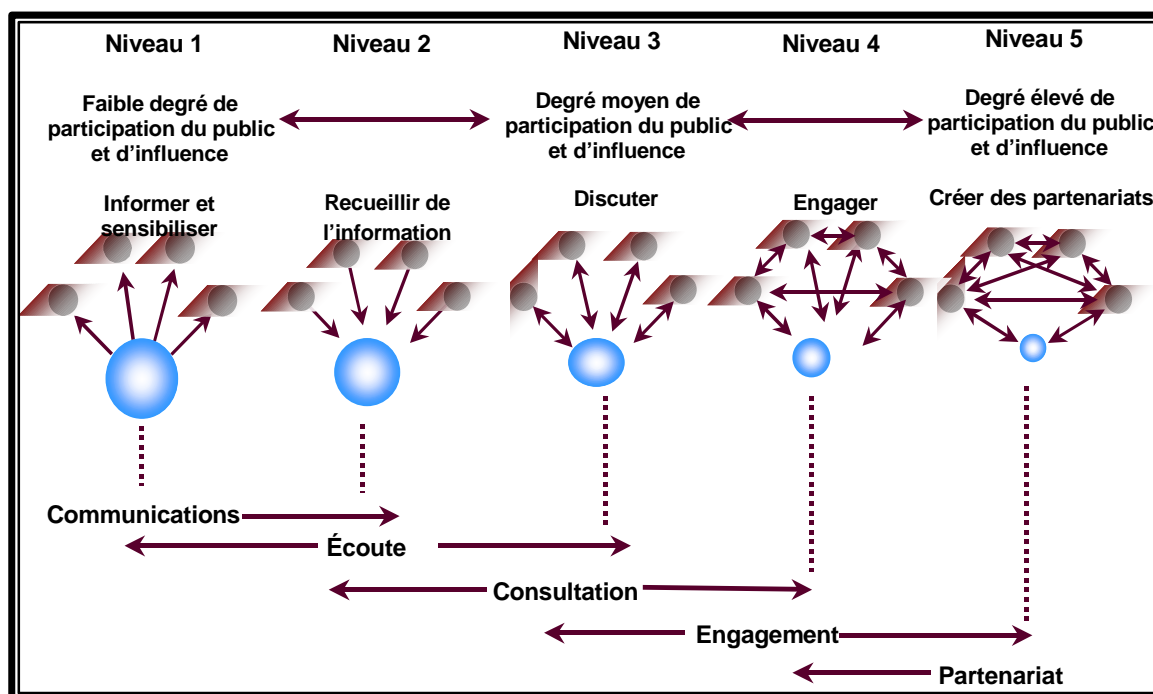 Niveau 1
Niveau 2
Niveau 3
Niveau 4
Niveau 5
Faible degré de
participation du public
et d’influence
Degré moyen de
participation du public
et d’influence
Degré élevé de
participation du public
et d’influence
Informer et
sensibiliser
Recueillir de
l’information
Discuter
Engager
Créer des partenariats
Communications
Écoute
Consultation
Engagement
Partenariat